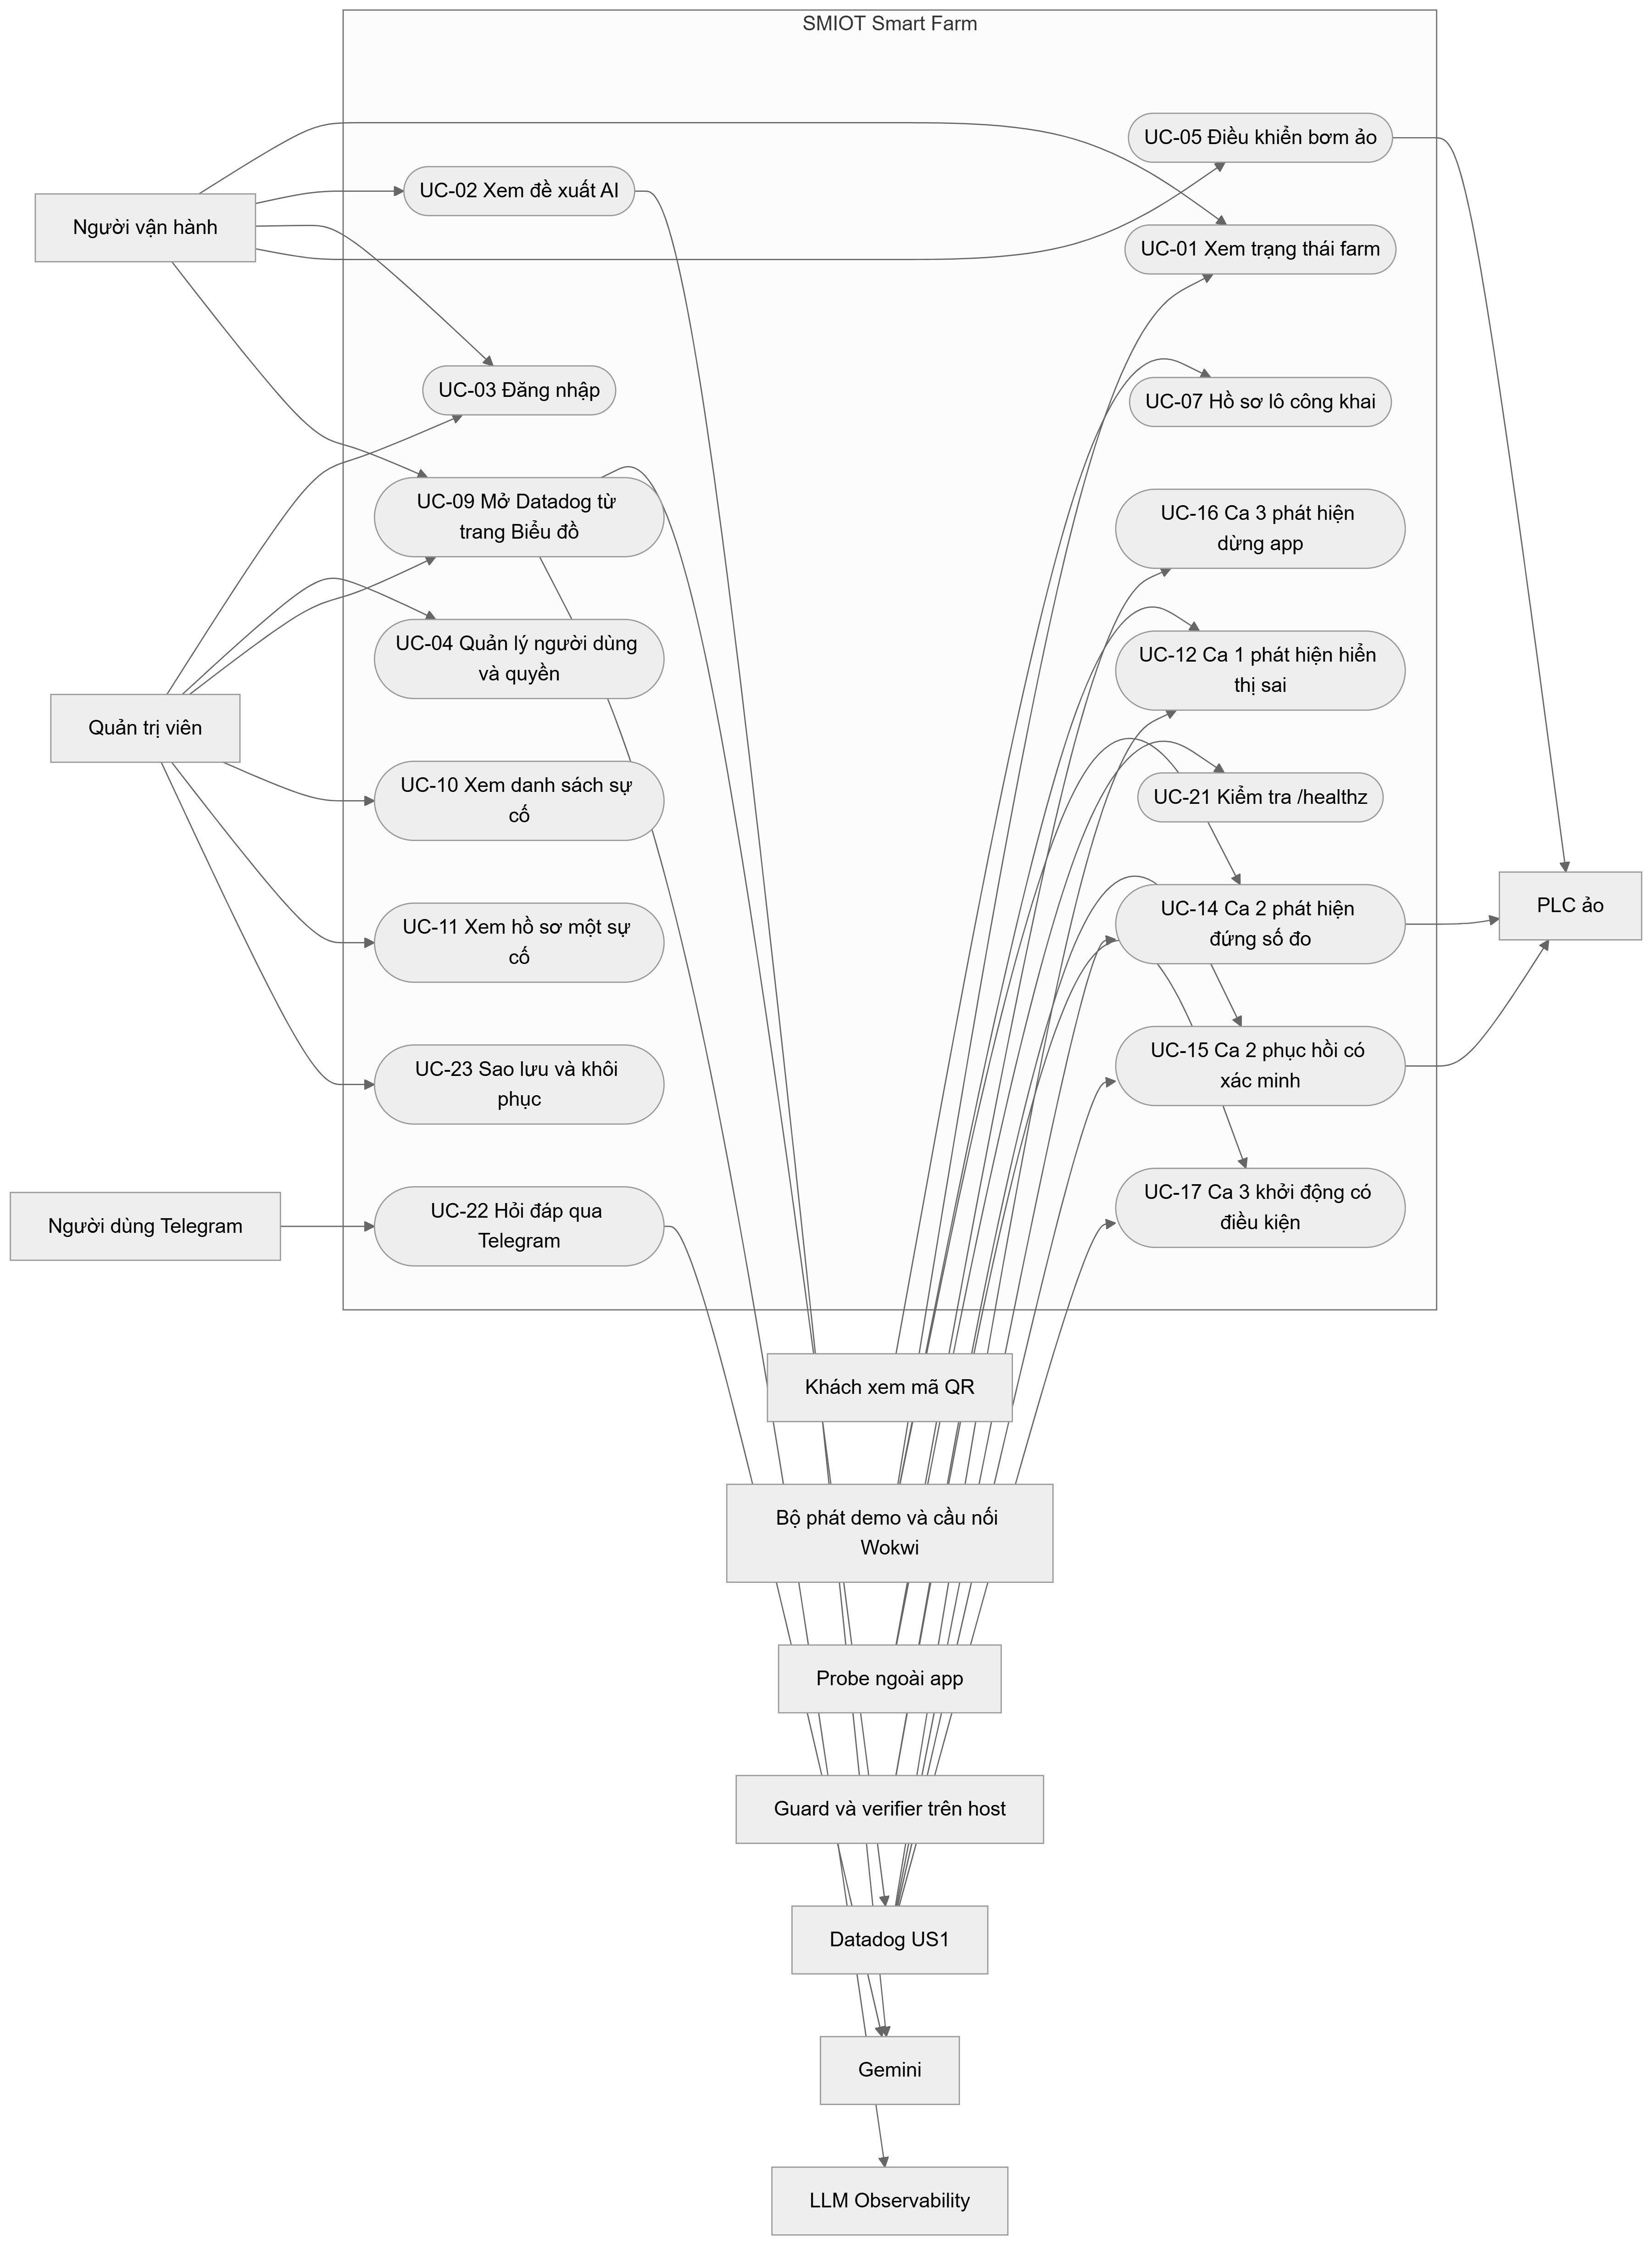 SMIOT Smart Farm
UC-05 Điều khiển bơm ảo
UC-02 Xem đề xuất AI
Người vận hành
UC-01 Xem trạng thái farm
UC-03 Đăng nhập
UC-07 Hồ sơ lô công khai
UC-09 Mở Datadog từ
trang Biểu đồ
UC-16 Ca 3 phát hiện
dừng app
UC-04 Quản lý người dùng
và quyền
UC-12 Ca 1 phát hiện hiển
thị sai
Quản trị viên
UC-10 Xem danh sách sự
cố
UC-21 Kiểm tra /healthz
PLC ảo
UC-11 Xem hồ sơ một sự
cố
UC-14 Ca 2 phát hiện
đứng số đo
UC-23 Sao lưu và khôi
phục
UC-15 Ca 2 phục hồi có
xác minh
Người dùng Telegram
UC-22 Hỏi đáp qua
Telegram
UC-17 Ca 3 khởi động có
điều kiện
Khách xem mã QR
Bộ phát demo và cầu nối
Wokwi
Probe ngoài app
Guard và verifier trên host
Datadog US1
Gemini
LLM Observability